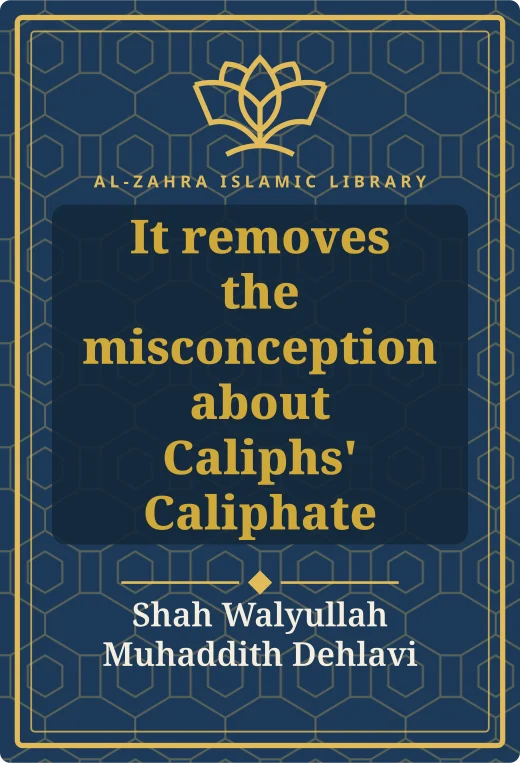 AL-ZAHRA ISLAMIC LIBRARY
It removes
the
misconception
about
Caliphs'
Caliphate
Shah Walyullah
Muhaddith Dehlavi